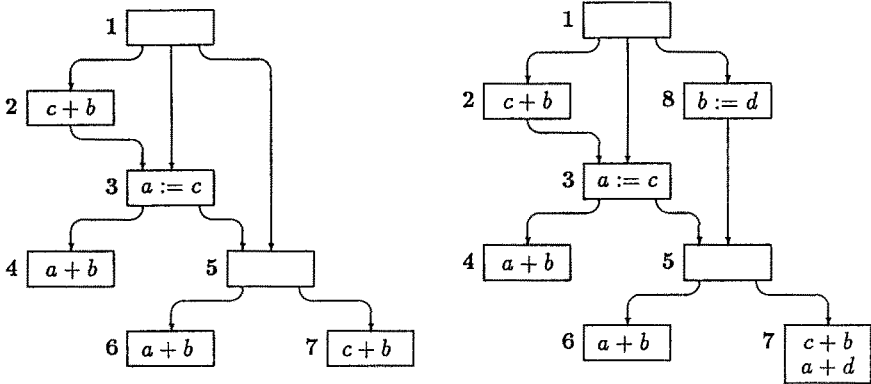 1
2 c + b
3 a := c
4 a + b
5
6 a + b
7 c + b
1
2 c + b
8 b := d
3 a := c
4 a + b
5
6 a + b
7 c + b
a + d